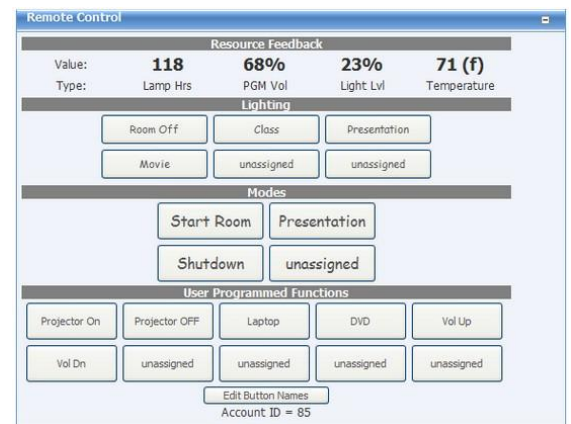 Remote Control
Resource Feedback
Value: 118 68% 23% 71 (f)
Type: Lamp Hrs PGM Vol Light Lvl Temperature
Lighting
Room Off Class Presentation
Movie unassigned unassigned
Modes
Start Room Presentation
Shutdown unassigned
User Programmed Functions
Projector On Projector OFF Laptop DVD Vol Up
Vol Dn unassigned unassigned unassigned unassigned
Edit Button Names
Account ID = 85